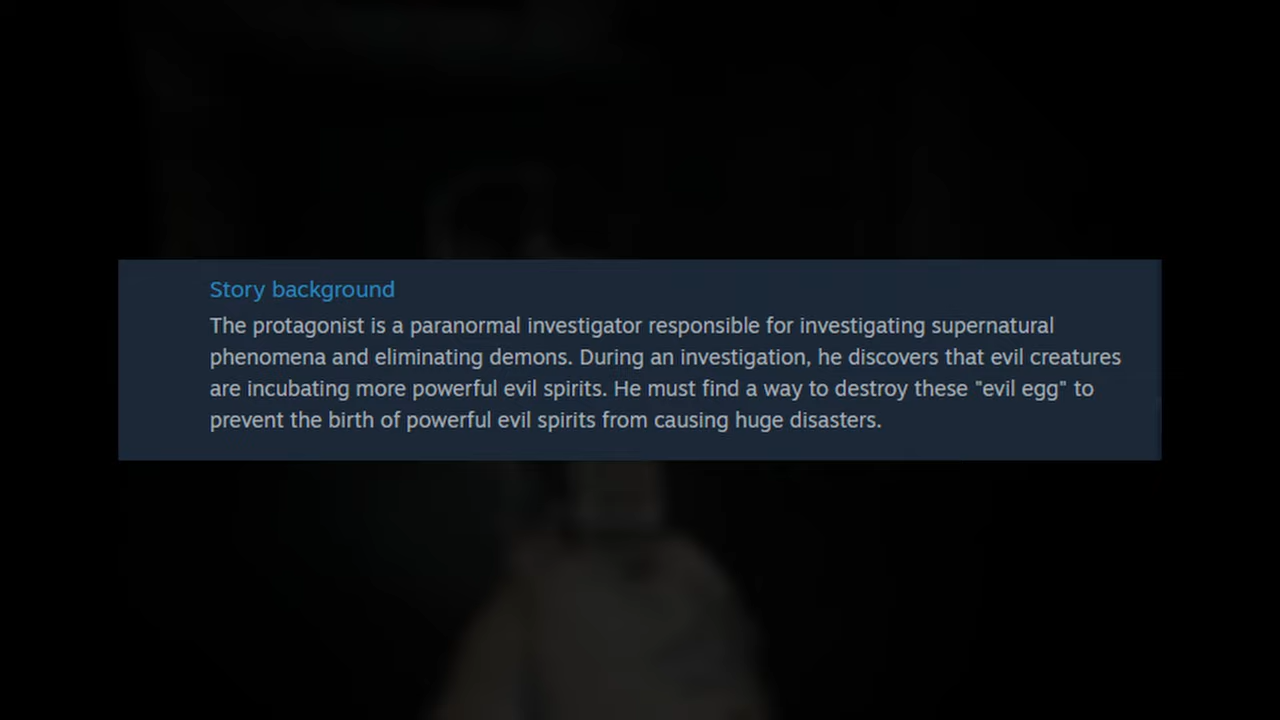 Story background
The protagonist is a paranormal investigator responsible for investigating supernatural
phenomena and eliminating demons. During an investigation, he discovers that evil creatures
are incubating more powerful evil spirits. He must find a way to destroy these "evil egg" to
prevent the birth of powerful evil spirits from causing huge disasters.